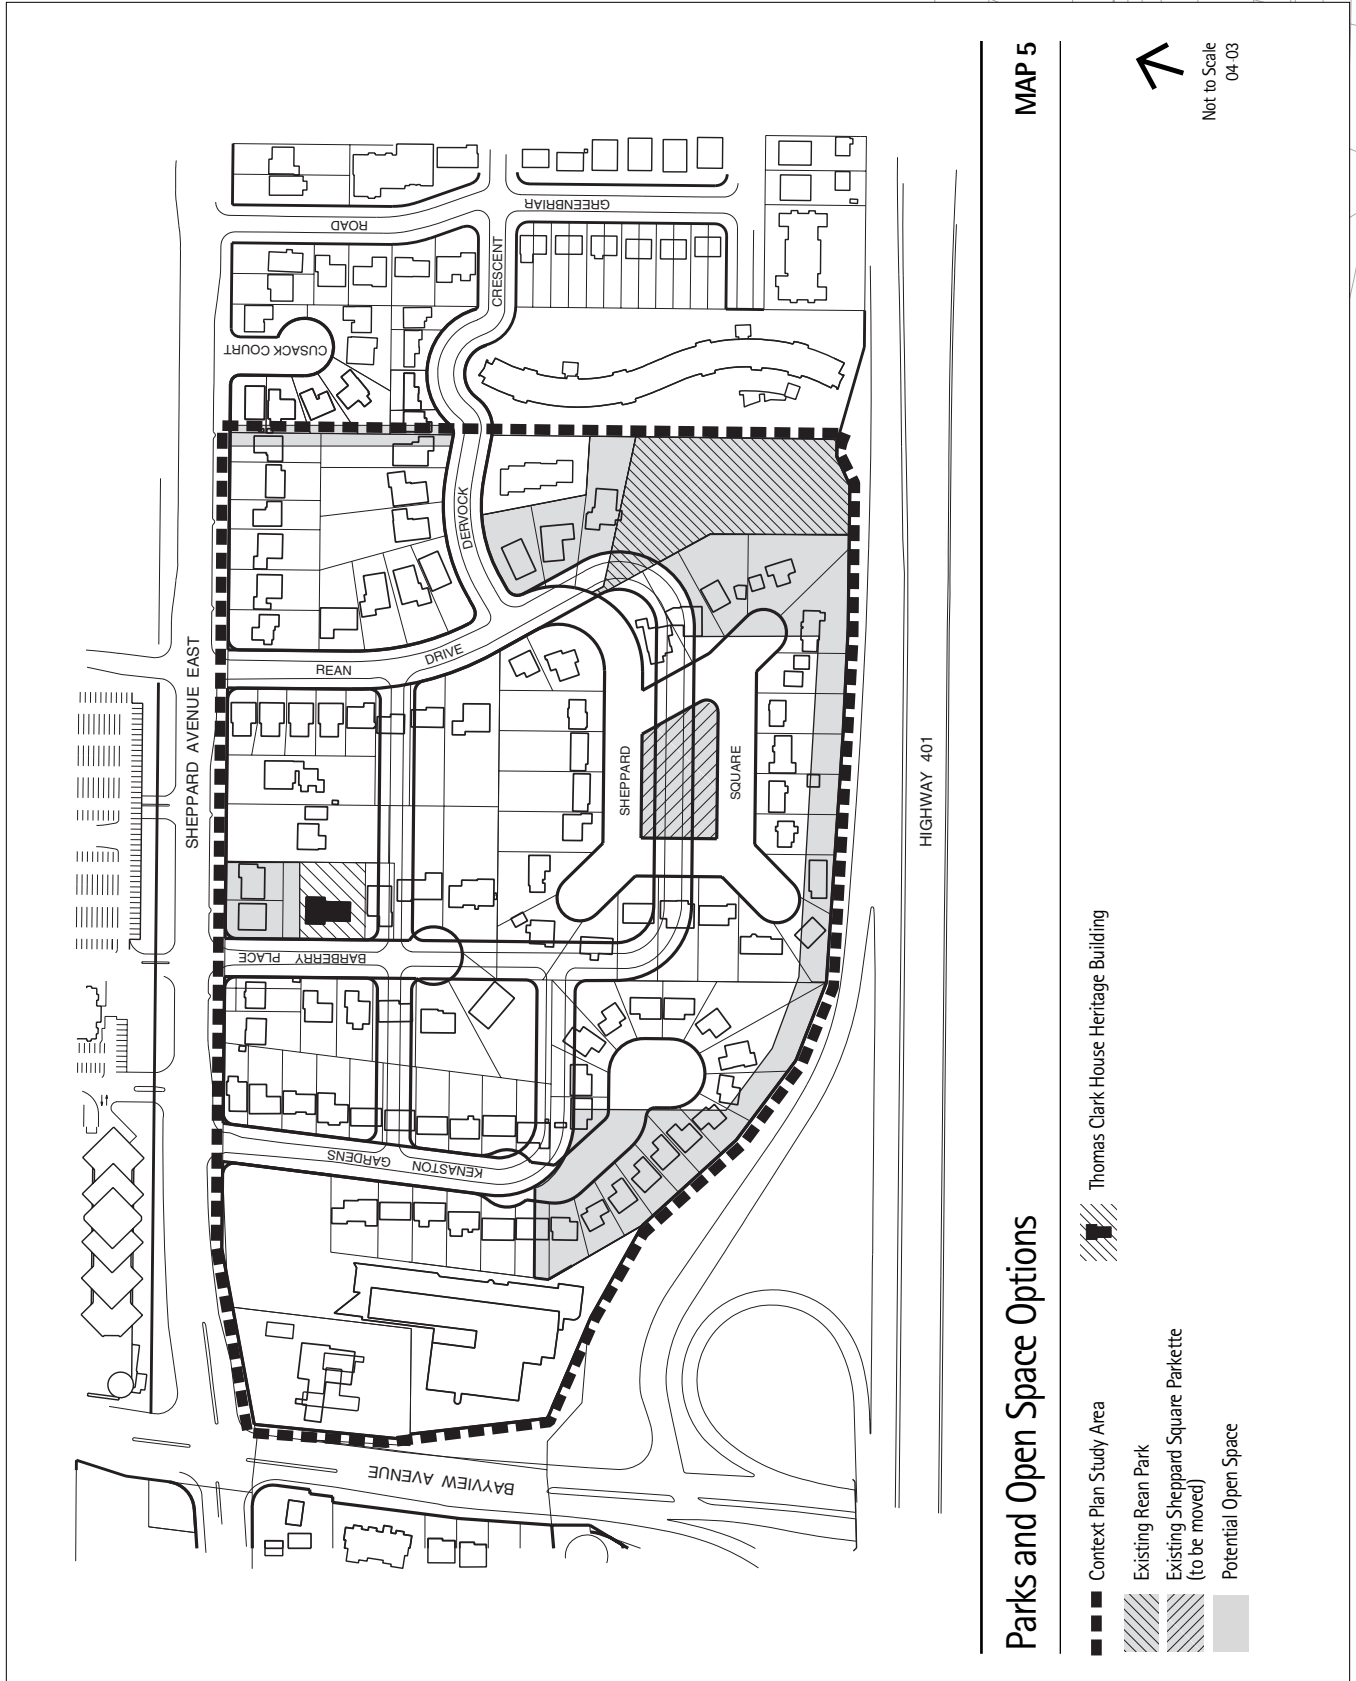 Parks and Open Space Options
MAP 5
Context Plan Study Area
Existing Rean Park
Existing Sheppard Square Parkette
(to be moved)
Potential Open Space
Thomas Clark House Heritage Building
Not to Scale
04-03
SHEPPARD AVENUE EAST
BAYVIEW AVENUE
KENASTON GARDENS
BARBERRY PLACE
REAN DRIVE
DERVOCK CRESCENT
CUSACK COURT
GREENBRIAR ROAD
SHEPPARD SQUARE
HIGHWAY 401